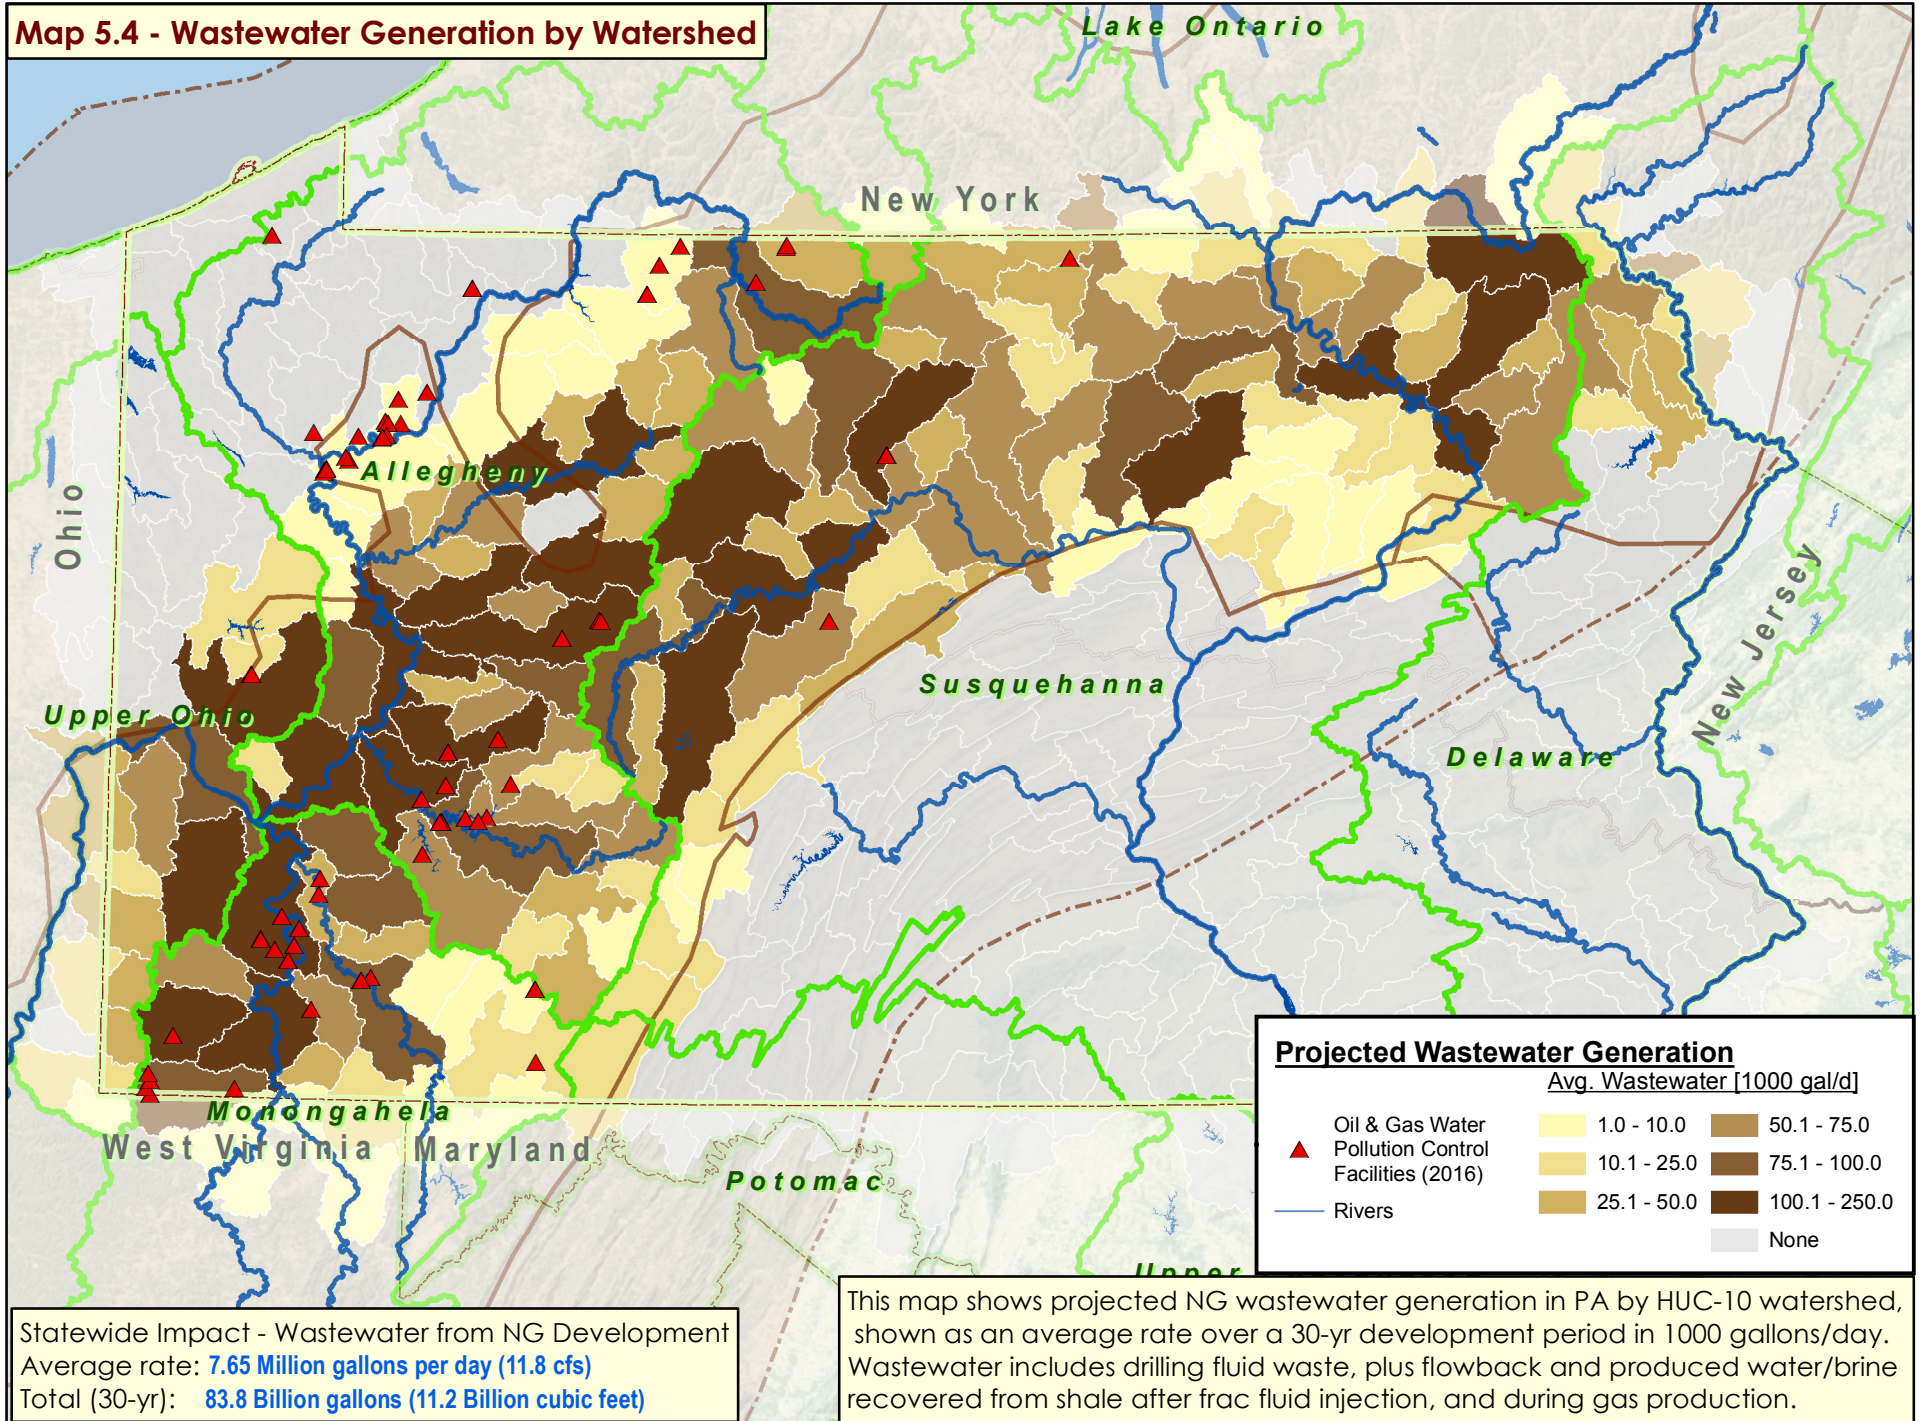 Map 5.4 - Wastewater Generation by Watershed
Lake Ontario
New York
Allegheny
Ohio
New Jersey
Susquehanna
Upper Ohio
Delaware
Monongahela
West Virginia
Maryland
Potomac
Upper
Projected Wastewater Generation
Avg. Wastewater [1000 gal/d]
Oil & Gas Water
Pollution Control
Facilities (2016)
Rivers
1.0 - 10.0
10.1 - 25.0
25.1 - 50.0
50.1 - 75.0
75.1 - 100.0
100.1 - 250.0
None
Statewide Impact - Wastewater from NG Development
Average rate: 7.65 Million gallons per day (11.8 cfs)
Total (30-yr): 83.8 Billion gallons (11.2 Billion cubic feet)
This map shows projected NG wastewater generation in PA by HUC-10 watershed,
shown as an average rate over a 30-yr development period in 1000 gallons/day.
Wastewater includes drilling fluid waste, plus flowback and produced water/brine
recovered from shale after frac fluid injection, and during gas production.